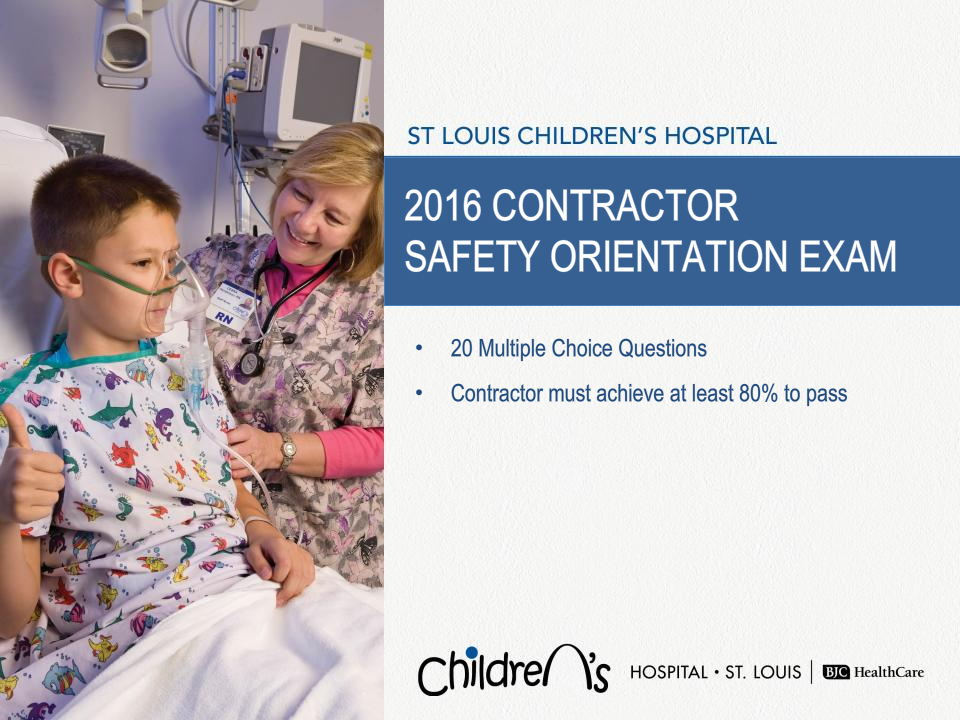 ST LOUIS CHILDREN'S HOSPITAL
2016 CONTRACTOR
SAFETY ORIENTATION EXAM
• 20 Multiple Choice Questions
• Contractor must achieve at least 80% to pass
RN
Children's HOSPITAL • ST. LOUIS | BJC HealthCare